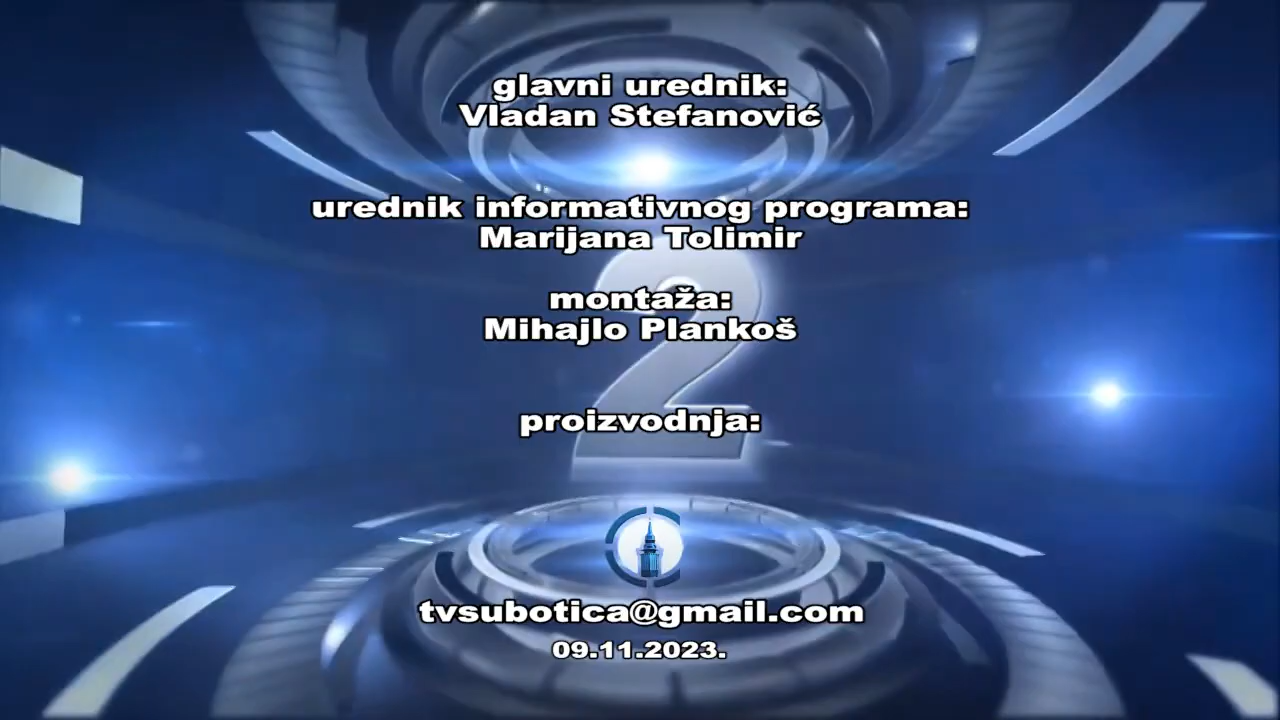 glavni urednik:
Vladan Stefanović
urednik informativnog programa:
Marijana Tolimir
montaža:
Mihajlo Plankoš
proizvodnja:
2
tvsubotica@gmail.com
09.11.2023.